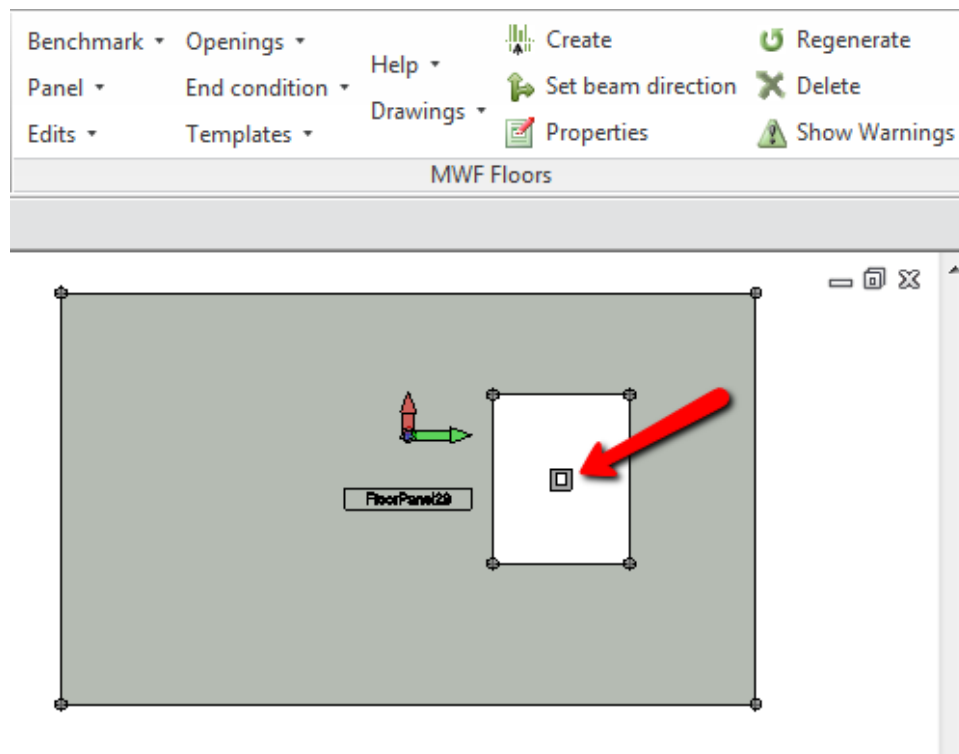 Benchmark
Openings
Help
Create
Regenerate
Panel
End condition
Drawings
Set beam direction
Delete
Edits
Templates
Properties
Show Warnings
MWF Floors
FloorPanel29